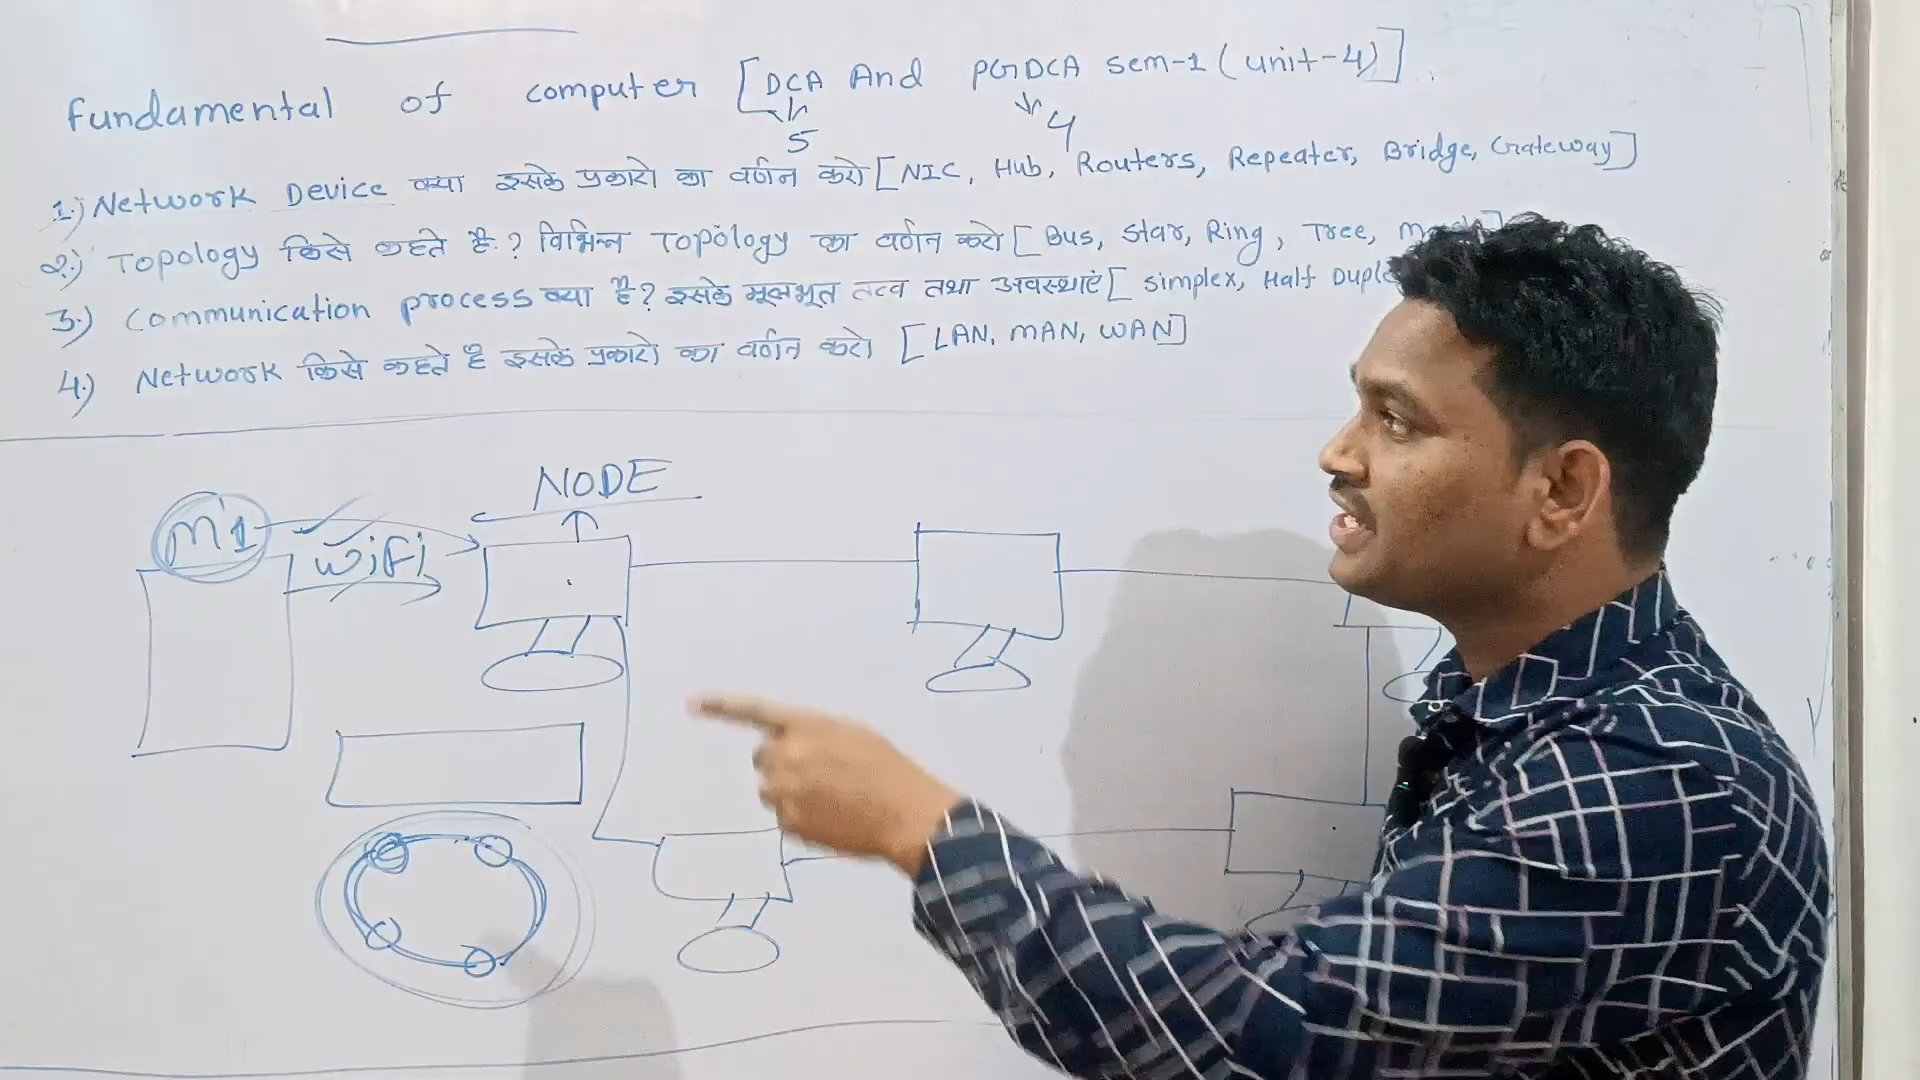 Fundamental of computer [DCA And PGDCA sem-1 (unit-4)]
5 4
1.) Network Device क्या इसके प्रकारो का वर्णन करो [NIC, Hub, Routers, Repeater, Bridge, Gateway]
2.) Topology किसे कहते है? विभिन्न Topology का वर्णन करो [Bus, Star, Ring, Tree,
3.) Communication process क्या है? इसके मूलभूत तत्व तथा अवस्थाएं [Simplex, Half
4.) Network किसे कहते है इसके प्रकारो का वर्णन करो [LAN, MAN, WAN]
NODE
M1
WiFi